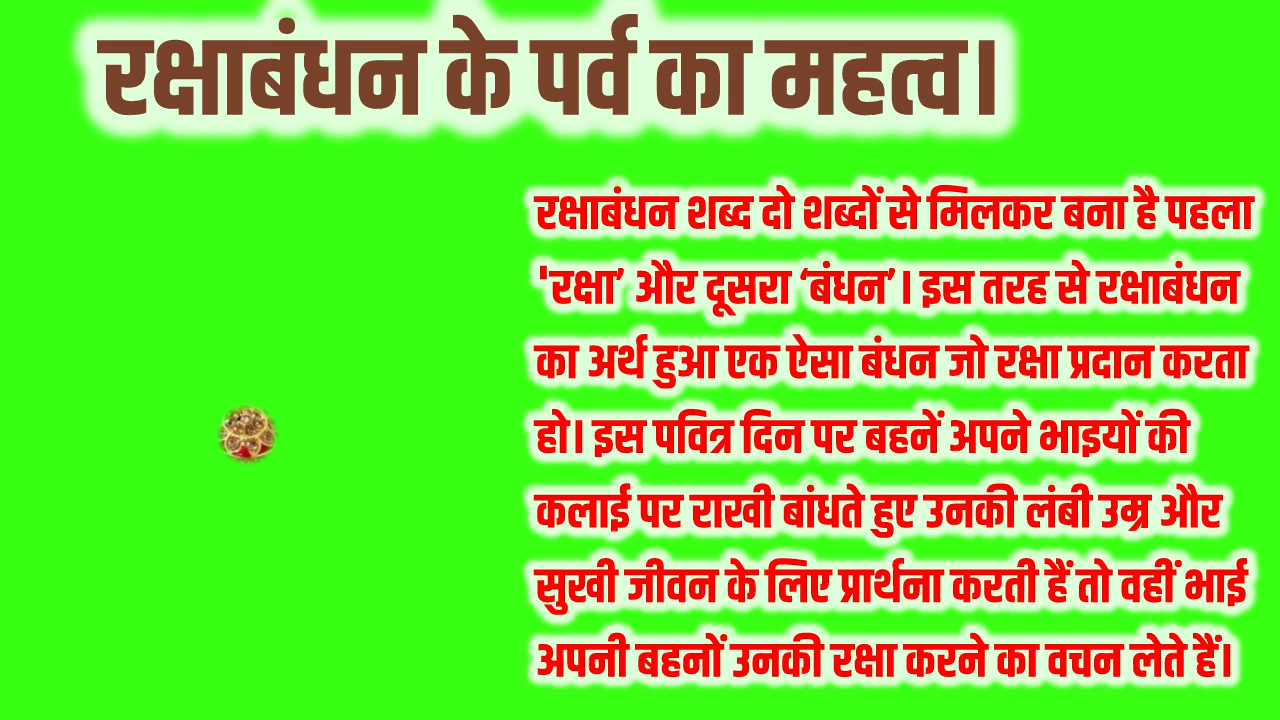 रक्षाबंधन के पर्व का महत्व।
रक्षाबंधन शब्द दो शब्दों से मिलकर बना है पहला
'रक्षा’ और दूसरा ‘बंधन’। इस तरह से रक्षाबंधन
का अर्थ हुआ एक ऐसा बंधन जो रक्षा प्रदान करता
हो। इस पवित्र दिन पर बहनें अपने भाइयों की
कलाई पर राखी बांधते हुए उनकी लंबी उम्र और
सुखी जीवन के लिए प्रार्थना करती हैं तो वहीं भाई
अपनी बहनों उनकी रक्षा करने का वचन लेते हैं।